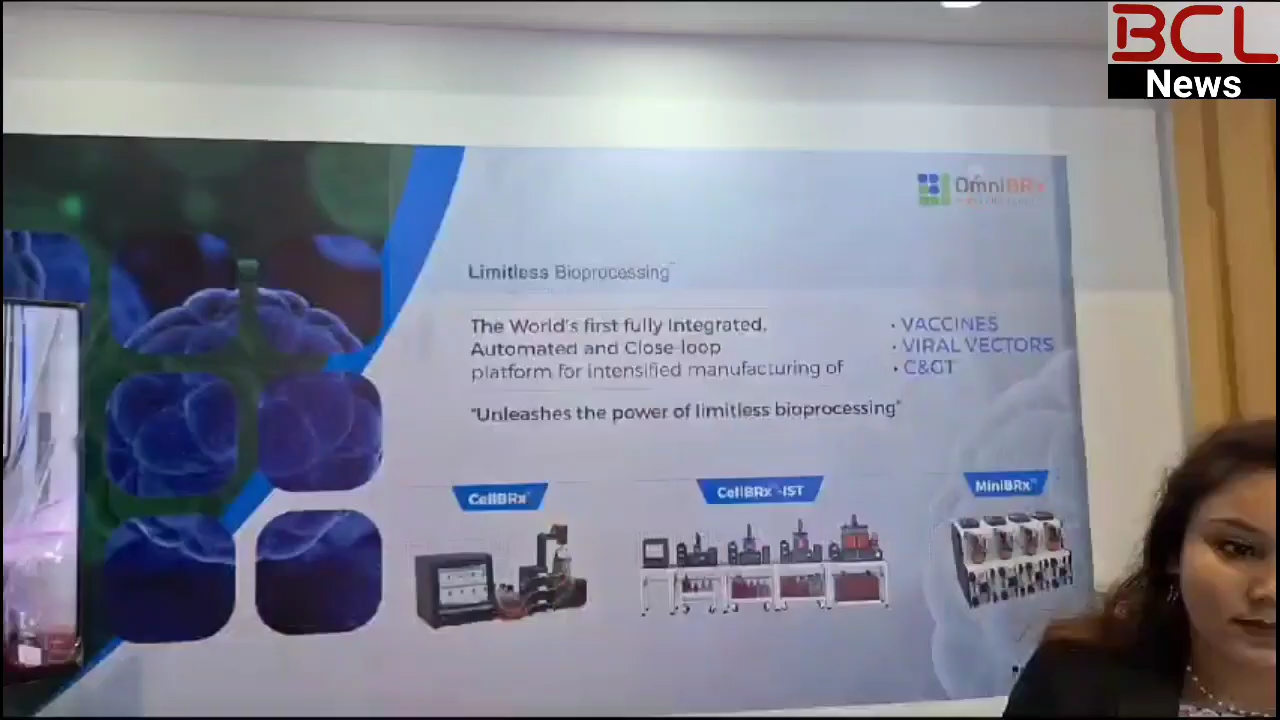 BCL
News
OmniBRx
Limitless Bioprocessing™
The World's first fully Integrated,
Automated and Close-loop
platform for intensified manufacturing of
• VACCINES
• VIRAL VECTORS
• C&GT
"Unleashes the power of limitless bioprocessing"
CellBRx®
CellBRx®-IST
MiniBRx®